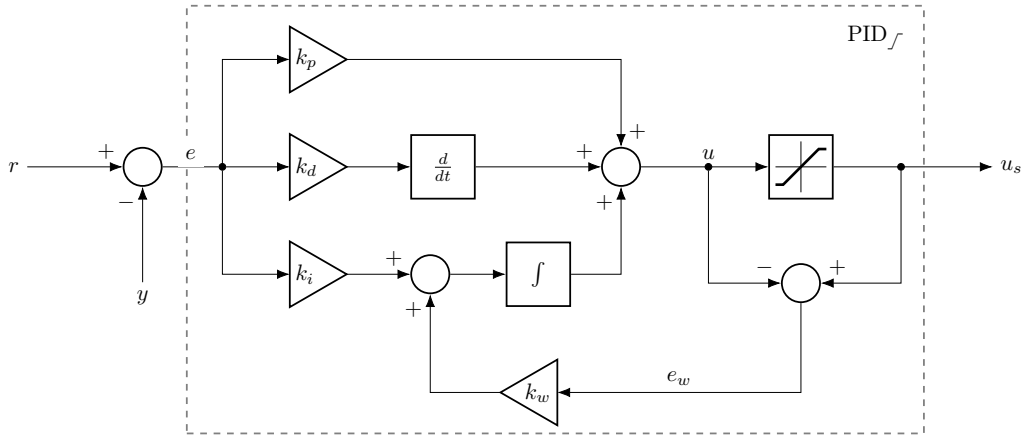 PID
k_p
+
+
r
+
e
k_d
d/dt
+
u
u_s
−
+
k_i
+
∫
−
+
y
+
e_w
k_w